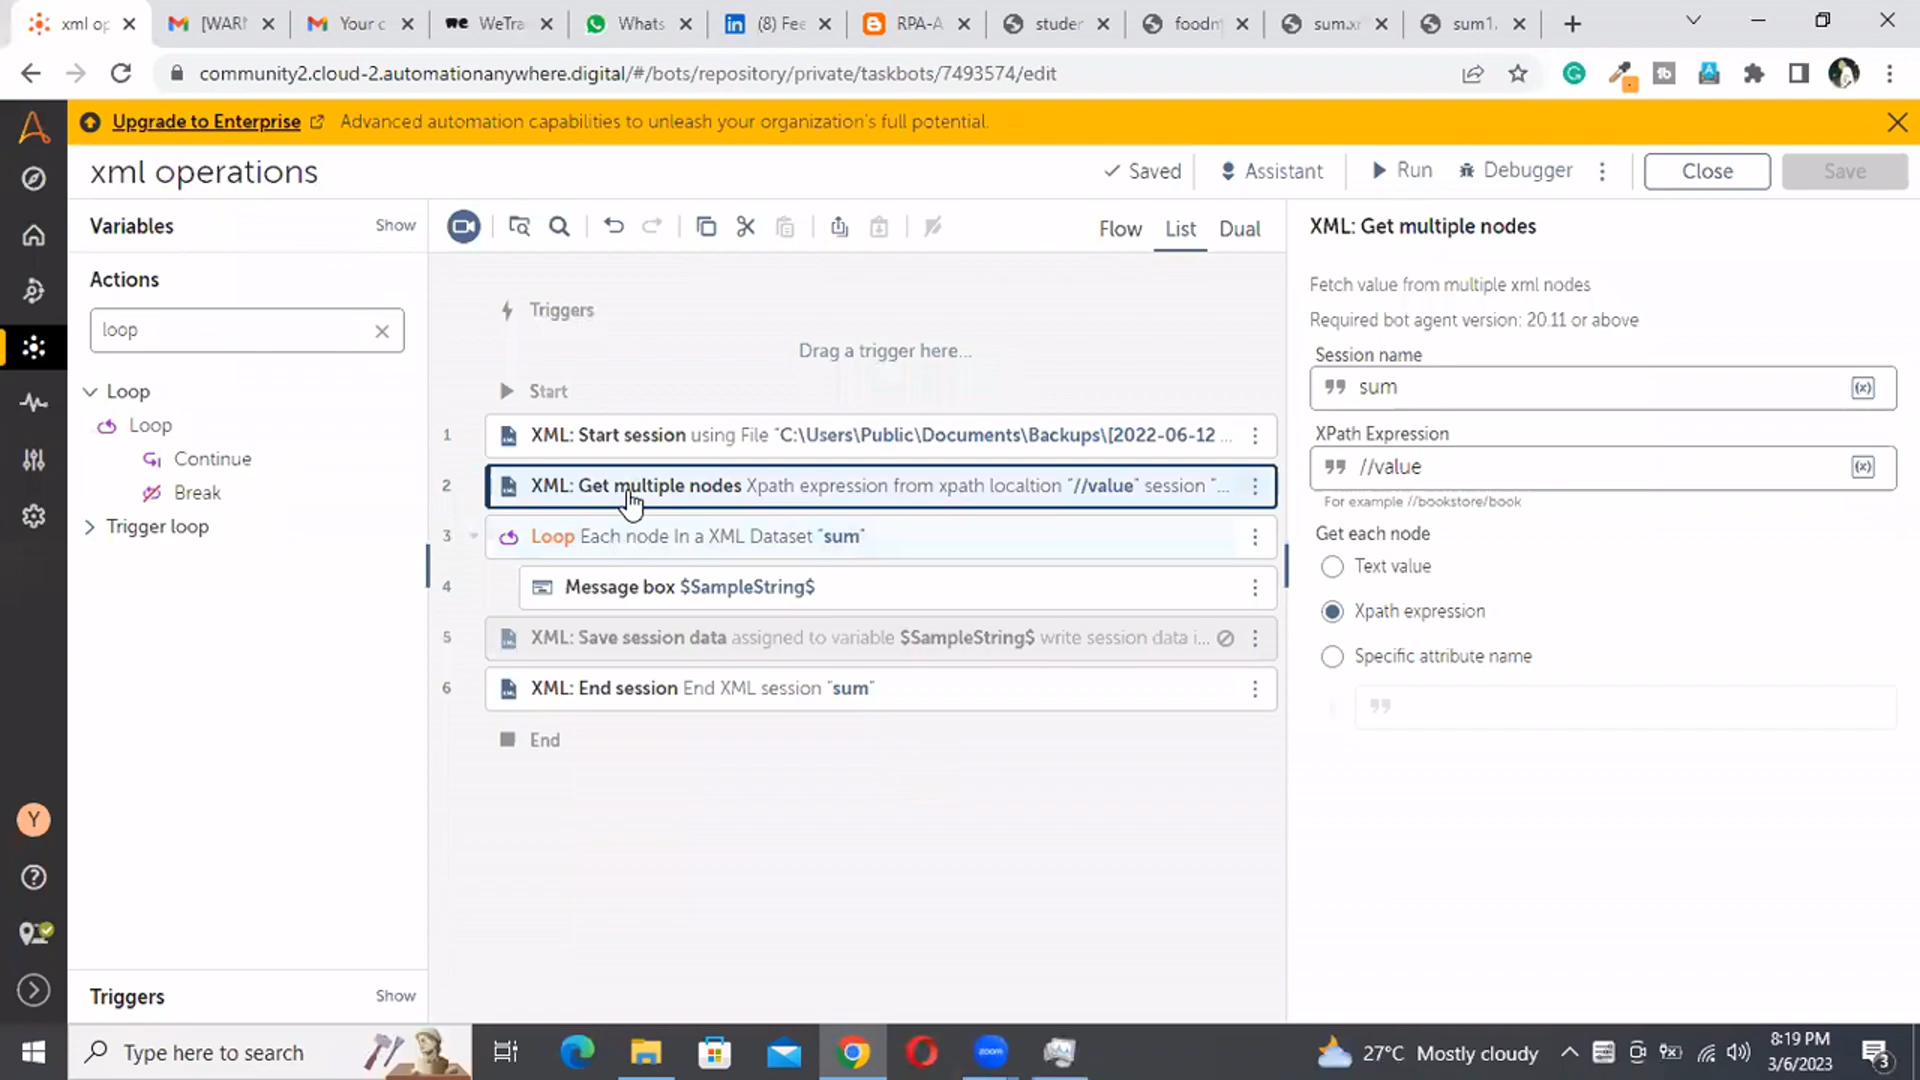 xml op
[WARN
Your c
we WeTra
Whats
(8) Fee
RPA-A
studer
foodm
sum.xm
sum1.
community2.cloud-2.automationanywhere.digital/#/bots/repository/private/taskbots/7493574/edit
Upgrade to Enterprise Advanced automation capabilities to unleash your organization's full potential.
xml operations
Saved
Assistant
Run
Debugger
Close
Save
Variables
Show
Actions
loop
Loop
Loop
Continue
Break
Trigger loop
Triggers
Show
Flow
List
Dual
Triggers
Drag a trigger here...
Start
1 XML: Start session using File "C:\Users\Public\Documents\Backups\[2022-06-12 ...
2 XML: Get multiple nodes Xpath expression from xpath localtion "//value" session "...
3 Loop Each node In a XML Dataset "sum"
4 Message box $SampleString$
5 XML: Save session data assigned to variable $SampleString$ write session data i...
6 XML: End session End XML session "sum"
End
XML: Get multiple nodes
Fetch value from multiple xml nodes
Required bot agent version: 20.11 or above
Session name
sum
(x)
XPath Expression
//value
(x)
For example //bookstore/book
Get each node
Text value
Xpath expression
Specific attribute name
Y
Type here to search
zoom
27°C Mostly cloudy
8:19 PM
3/6/2023
3